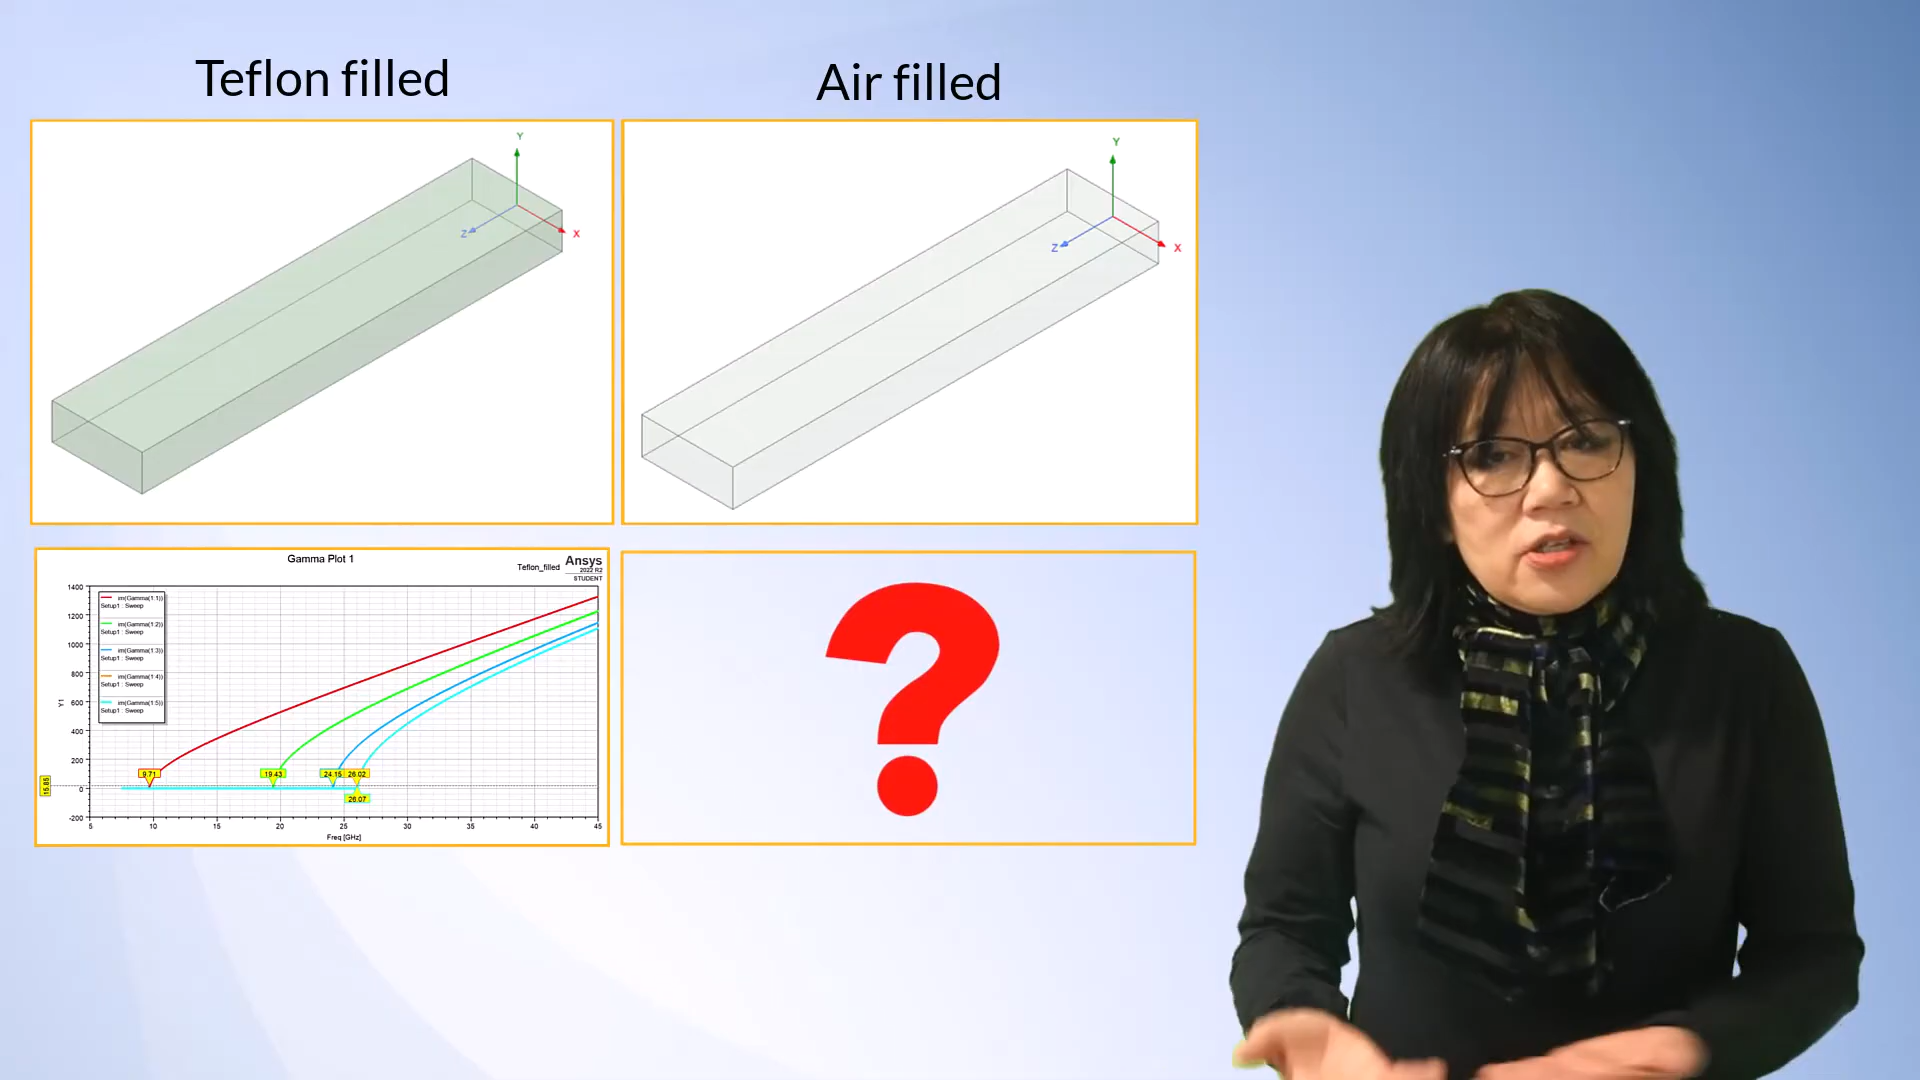 Teflon filled
Air filled
Y
Z
X
Y
Z
X
Gamma Plot 1
Teflon_filled
Ansys
2022 R2
STUDENT
1400
1200
1000
800
600
400
200
0
-200
Y1
im(Gamma(1:1))
Setup1 : Sweep
im(Gamma(1:2))
Setup1 : Sweep
im(Gamma(1:3))
Setup1 : Sweep
im(Gamma(1:4))
Setup1 : Sweep
im(Gamma(1:5))
Setup1 : Sweep
9.71
19.43
24.15
26.02
26.07
15.85
5
10
15
20
25
30
35
40
45
Freq [GHz]
?